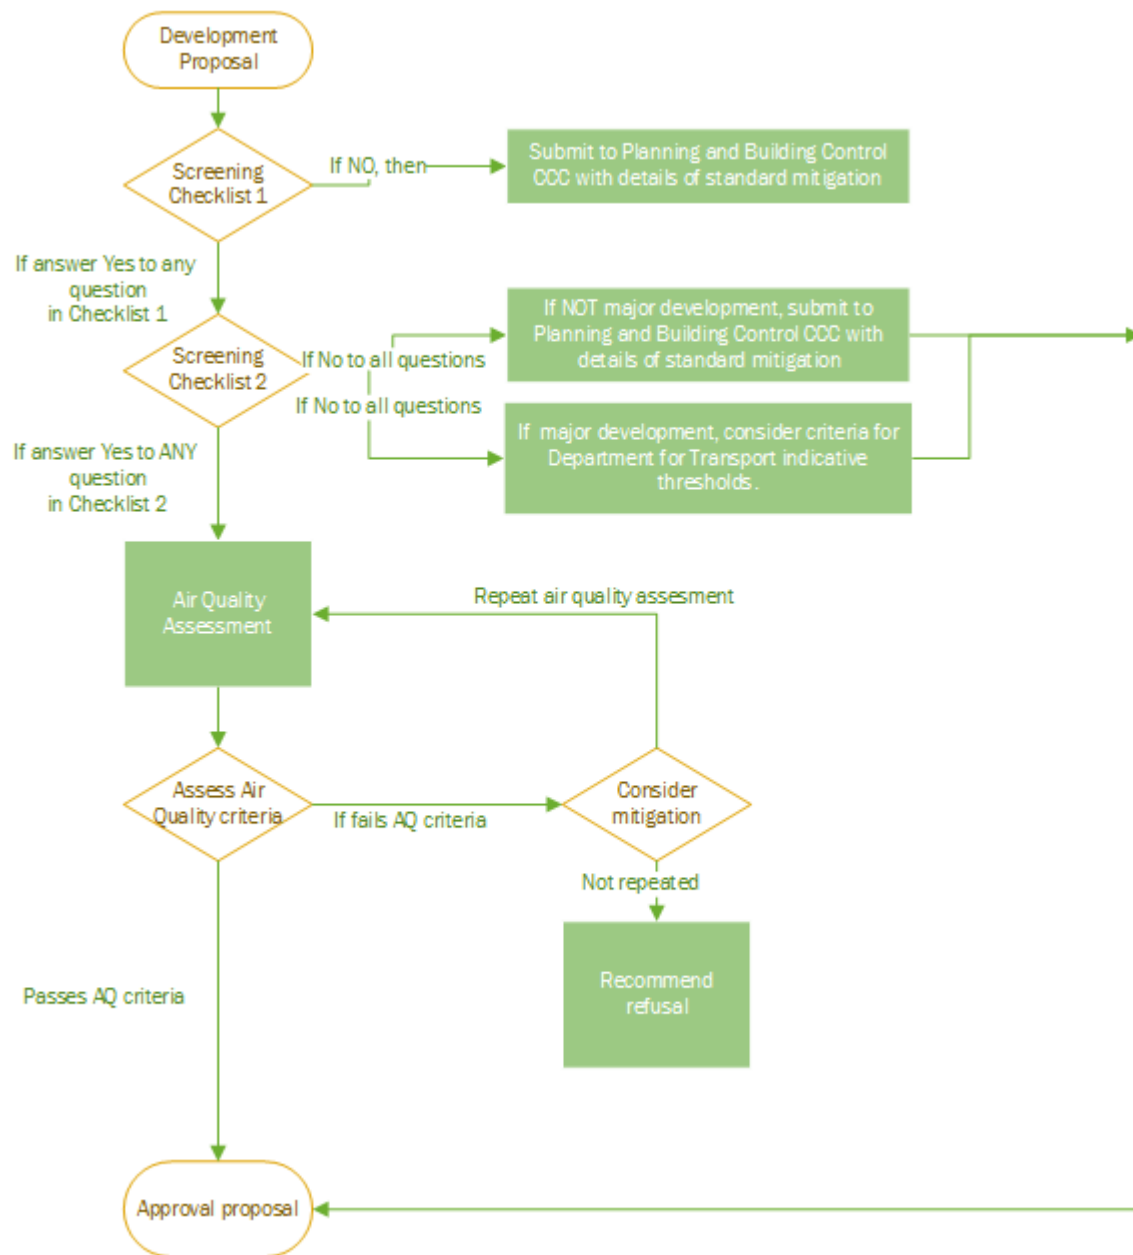 Development
Proposal
Screening
Checklist 1
If NO, then
Submit to Planning and Building Control
CCC with details of standard mitigation
If answer Yes to any
question
in Checklist 1
Screening
Checklist 2
If No to all questions
If NOT major development, submit to
Planning and Building Control CCC with
details of standard mitigation
If No to all questions
If major development, consider criteria for
Department for Transport indicative
thresholds.
If answer Yes to ANY
question
in Checklist 2
Air Quality
Assessment
Repeat air quality assesment
Assess Air
Quality criteria
If fails AQ criteria
Consider
mitigation
Not repeated
Recommend
refusal
Passes AQ criteria
Approval proposal